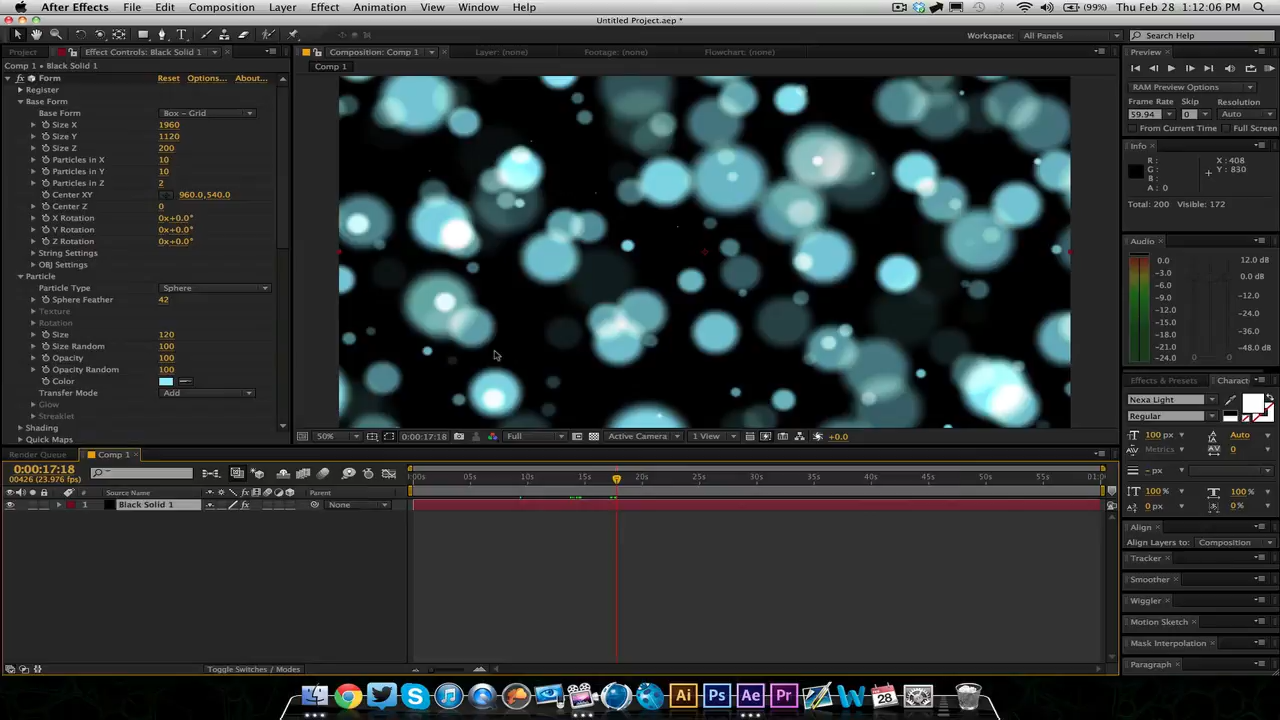 After Effects File Edit Composition Layer Effect Animation View Window Help (99%) Thu Feb 28 1:12:06 PM
Untitled Project.aep *
Workspace: All Panels Search Help
Project Effect Controls: Black Solid 1 Composition: Comp 1 Layer: (none) Footage: (none) Flowchart: (none) Preview
Comp 1 • Black Solid 1 Comp 1
Form Reset Options... About...
Register
Base Form
Base Form Box - Grid
Size X 1960
Size Y 1120
Size Z 200
Particles in X 10
Particles in Y 10
Particles in Z 2
Center XY 960.0,540.0
Center Z 0
X Rotation 0x+0.0°
Y Rotation 0x+0.0°
Z Rotation 0x+0.0°
String Settings
OBJ Settings
Particle
Particle Type Sphere
Sphere Feather 42
Texture
Rotation
Size 120
Size Random 100
Opacity 100
Opacity Random 100
Color
Transfer Mode Add
Glow
Streaklet
Shading
Quick Maps
50% 0:00:17:18 Full Active Camera 1 View +0.0
RAM Preview Options
Frame Rate Skip Resolution
59.94 0 Auto
From Current Time Full Screen
Info
R : X : 408
G : Y : 830
B :
A : 0
Total: 200 Visible: 172
Audio
0.0 12.0 dB
-3.0
-6.0
-9.0
-12.0
-15.0
-18.0
-21.0
-24.0
0.0 dB
-12.0
-24.0
-36.0
-48.0 dB
Effects & Presets Charact
Nexa Light
Regular
100 px Auto
Metrics 0
- px
100 % 100 %
0 px 0 %
Align
Align Layers to: Composition
Tracker
Smoother
Wiggler
Motion Sketch
Mask Interpolation
Paragraph
Render Queue Comp 1
0:00:17:18
00426 (23.976 fps)
:00s 05s 10s 15s 20s 25s 30s 35s 40s 45s 50s 55s 01:0
# Source Name Parent
1 Black Solid 1 None
Toggle Switches / Modes
Ai Ps Ae Pr W 28